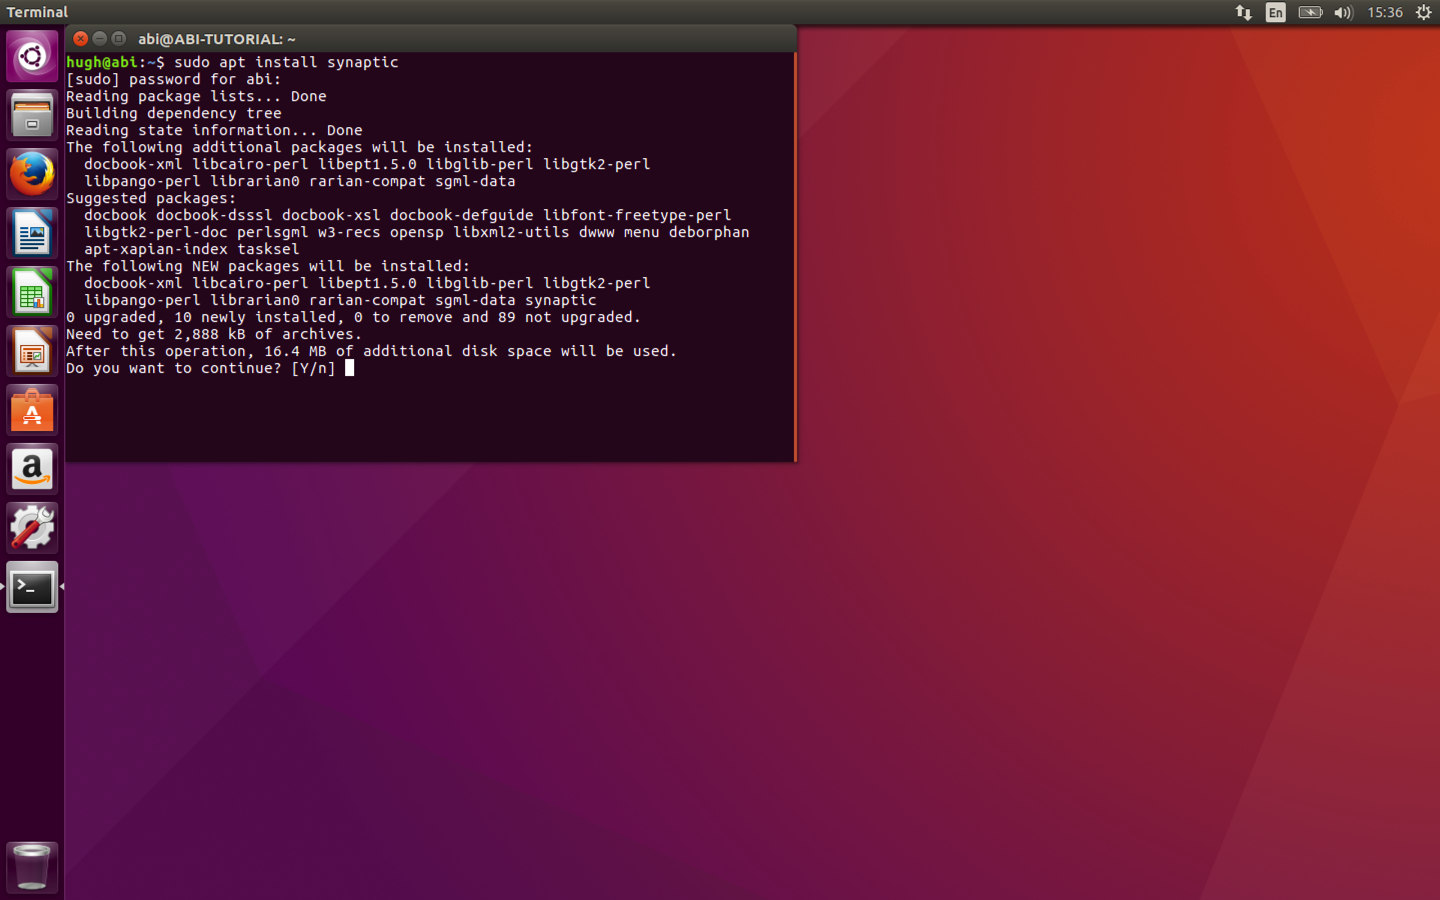 Terminal
En
15:36
abi@ABI-TUTORIAL: ~
hugh@abi:~$ sudo apt install synaptic
[sudo] password for abi:
Reading package lists... Done
Building dependency tree
Reading state information... Done
The following additional packages will be installed:
  docbook-xml libcairo-perl libept1.5.0 libglib-perl libgtk2-perl
  libpango-perl librarian0 rarian-compat sgml-data
Suggested packages:
  docbook docbook-dsssl docbook-xsl docbook-defguide libfont-freetype-perl
  libgtk2-perl-doc perlsgml w3-recs opensp libxml2-utils dwww menu deborphan
  apt-xapian-index tasksel
The following NEW packages will be installed:
  docbook-xml libcairo-perl libept1.5.0 libglib-perl libgtk2-perl
  libpango-perl librarian0 rarian-compat sgml-data synaptic
0 upgraded, 10 newly installed, 0 to remove and 89 not upgraded.
Need to get 2,888 kB of archives.
After this operation, 16.4 MB of additional disk space will be used.
Do you want to continue? [Y/n]
a
>_